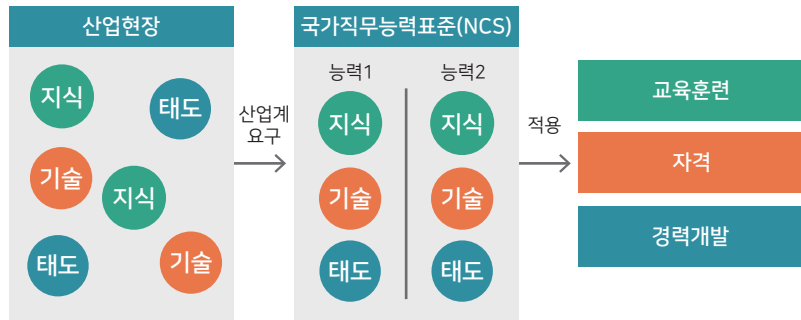 산업현장
지식
태도
기술
지식
태도
기술
산업계
요구
국가직무능력표준(NCS)
능력1
능력2
지식
지식
기술
기술
태도
태도
적용
교육훈련
자격
경력개발